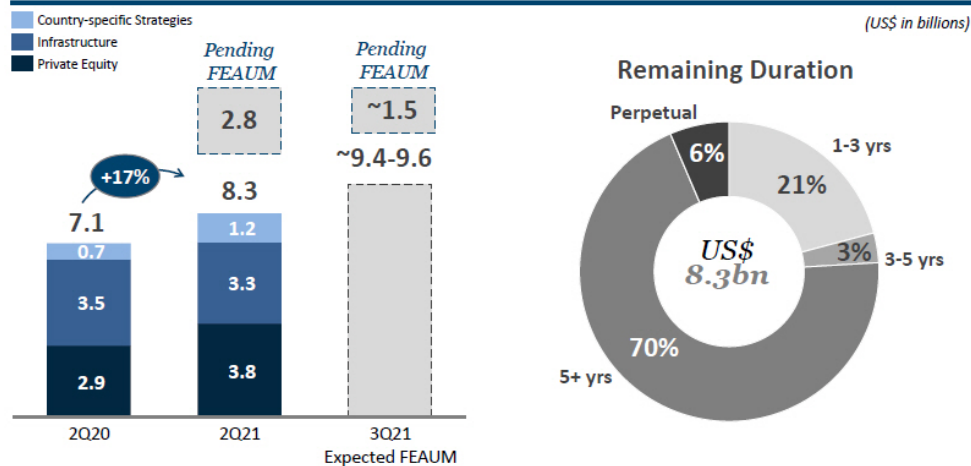 Country-specific Strategies
Infrastructure
Private Equity
(US$ in billions)
Pending
FEAUM
2.8
Pending
FEAUM
~1.5
~9.4-9.6
+17%
7.1
0.7
3.5
2.9
8.3
1.2
3.3
3.8
2Q20
2Q21
3Q21
Expected FEAUM
Remaining Duration
Perpetual
6%
1-3 yrs
21%
3%
3-5 yrs
US$
8.3bn
70%
5+ yrs